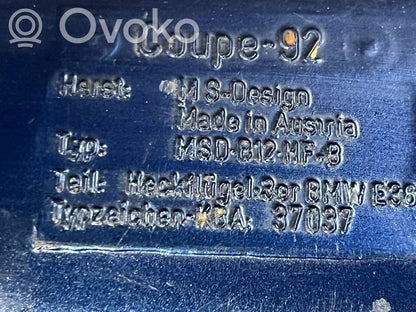 Ovoko
Coupe-92
Herst: MS-Design
Made in Austria
Typ: MSD-B12-HF-B
Teil: Heckflügel-3er BMW E36
Typzeichen-KBA. 37037